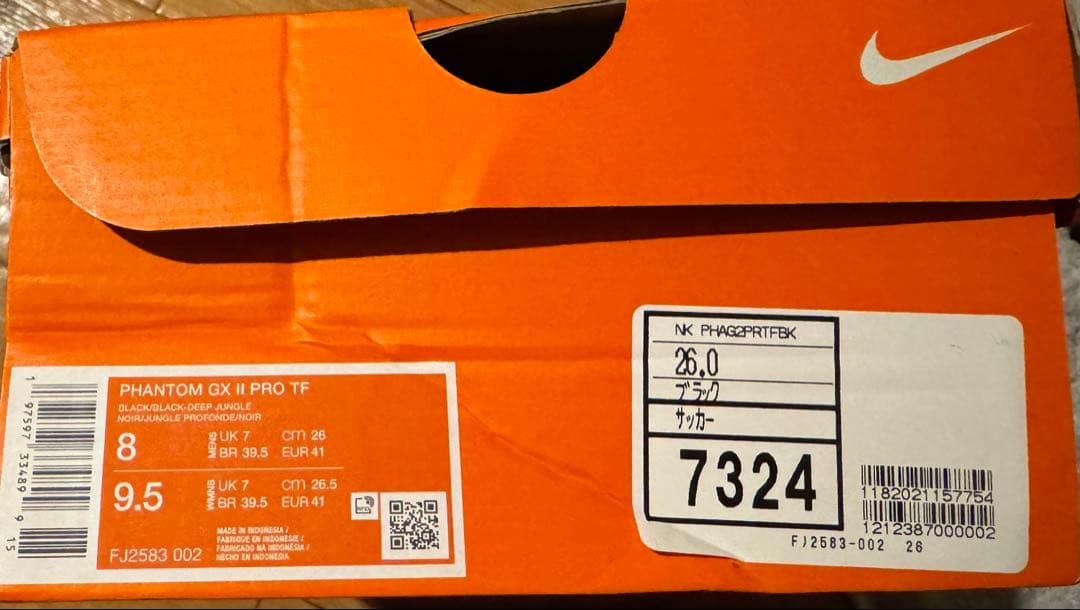 PHANTOM GX II PRO TF
BLACK/BLACK-DEEP JUNGLE
NOIR/JUNGLE PROFONDE/NOIR
8 MENS UK 7 cm 26
BR 39.5 EUR 41
9.5 WMNS UK 7 cm 26.5
BR 39.5 EUR 41
MADE IN INDONESIA /
FABRIQUÉ EN INDONÉSIE /
FABRICADO NA INDONÉSIA /
HECHO EN INDONESIA
FJ2583 002
1 97597 33489 9 15
NK PHAG2PRTFBK
26.0
ブラック
サッカー
7324
1182021157754
1212387000002
FJ2583-002 26